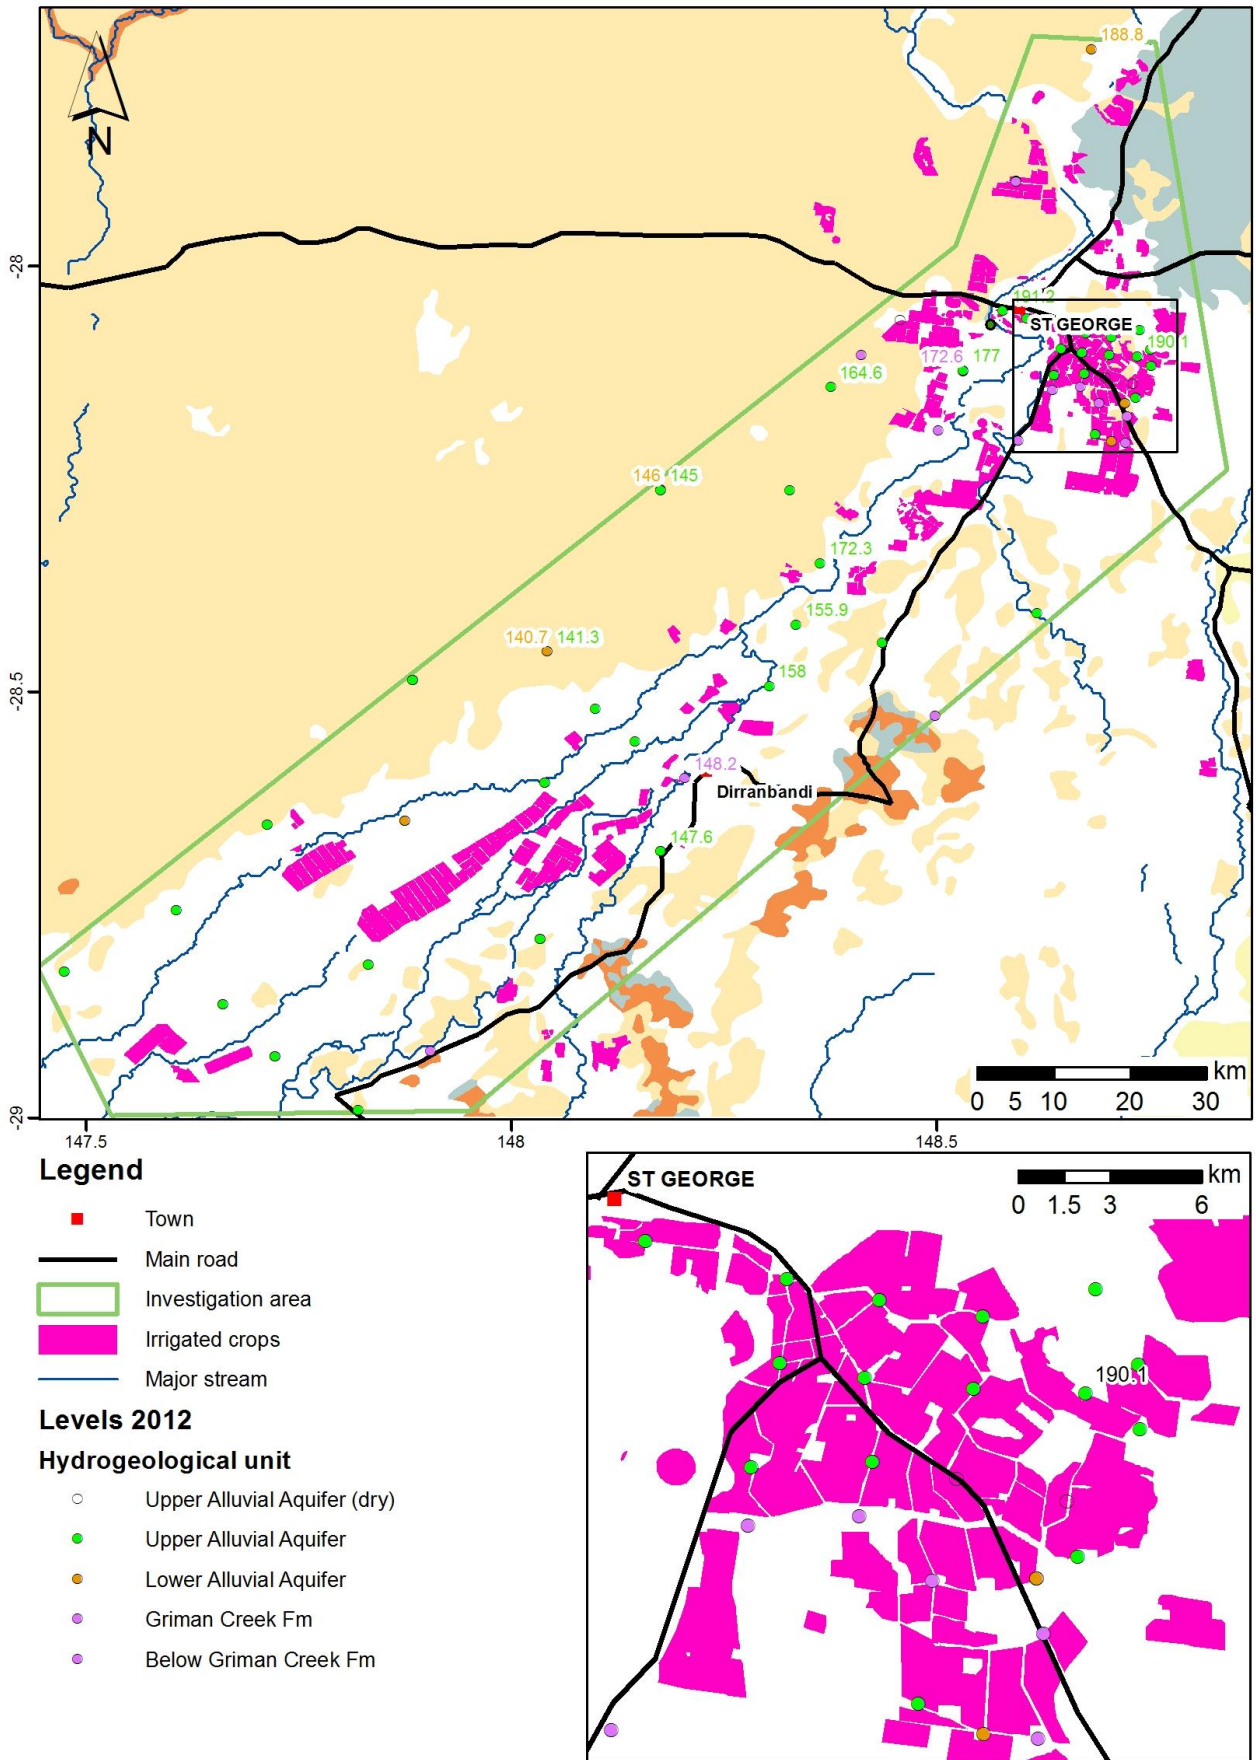 188.8
N
-28
191.2
ST GEORGE
190.1
172.6 177
164.6
146 145
172.3
155.9
140.7 141.3
158
-28.5
148.2
Dirranbandi
147.6
km
0 5 10 20 30
-29
147.5 148 148.5
Legend
Town
Main road
Investigation area
Irrigated crops
Major stream
Levels 2012
Hydrogeological unit
Upper Alluvial Aquifer (dry)
Upper Alluvial Aquifer
Lower Alluvial Aquifer
Griman Creek Fm
Below Griman Creek Fm
ST GEORGE
km
0 1.5 3 6
190.1